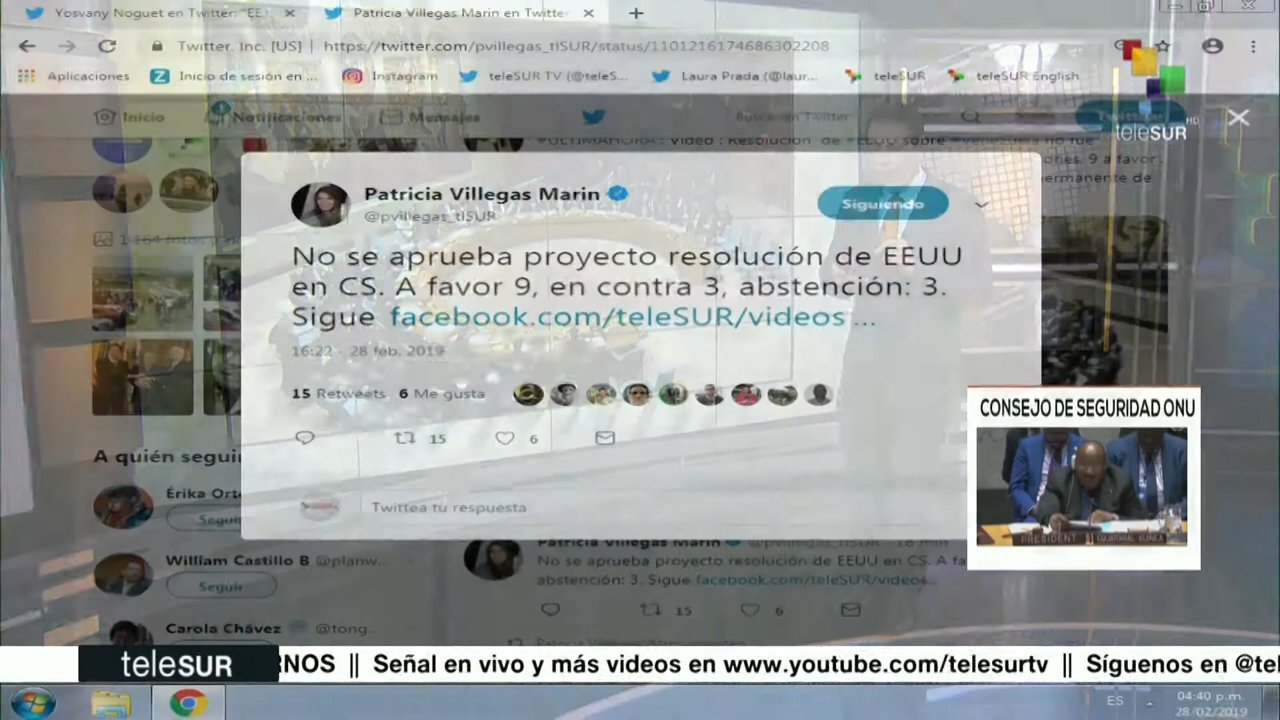 Yosvany Noguet en Twitter: "EE.
Patricia Villegas Marin en Twitte
Twitter, Inc. [US] | https://twitter.com/pvillegas_tlSUR/status/1101216174686302208
Aplicaciones
Inicio de sesión en ...
Instagram
teleSUR TV (@teleS...
Laura Prada (@laur...
teleSUR
teleSUR English
Inicio
Notificaciones
Mensajes
Busca en Twitter
teleSUR HD
Patricia Villegas Marin
@pvillegas_tlSUR
Siguiendo
No se aprueba proyecto resolución de EEUU
en CS. A favor 9, en contra 3, abstención: 3.
Sigue facebook.com/teleSUR/videos ...
16:22 - 28 feb. 2019
15 Retweets 6 Me gusta
15
6
Twittea tu respuesta
A quién segui
Érika Ort
Seguir
William Castillo B @planw...
Seguir
Carola Chávez @tong...
Patricia Villegas Marin @pvillegas_tlSUR
No se aprueba proyecto resolución de EEUU en CS. A fa
abstención: 3. Sigue facebook.com/teleSUR/videos...
15
6
CONSEJO DE SEGURIDAD ONU
PRESIDENT
EQUATORIAL GUINEA
teleSUR
RNOS || Señal en vivo y más videos en www.youtube.com/telesurtv || Síguenos en @tel
ES
04:40 p.m.
28/02/2019